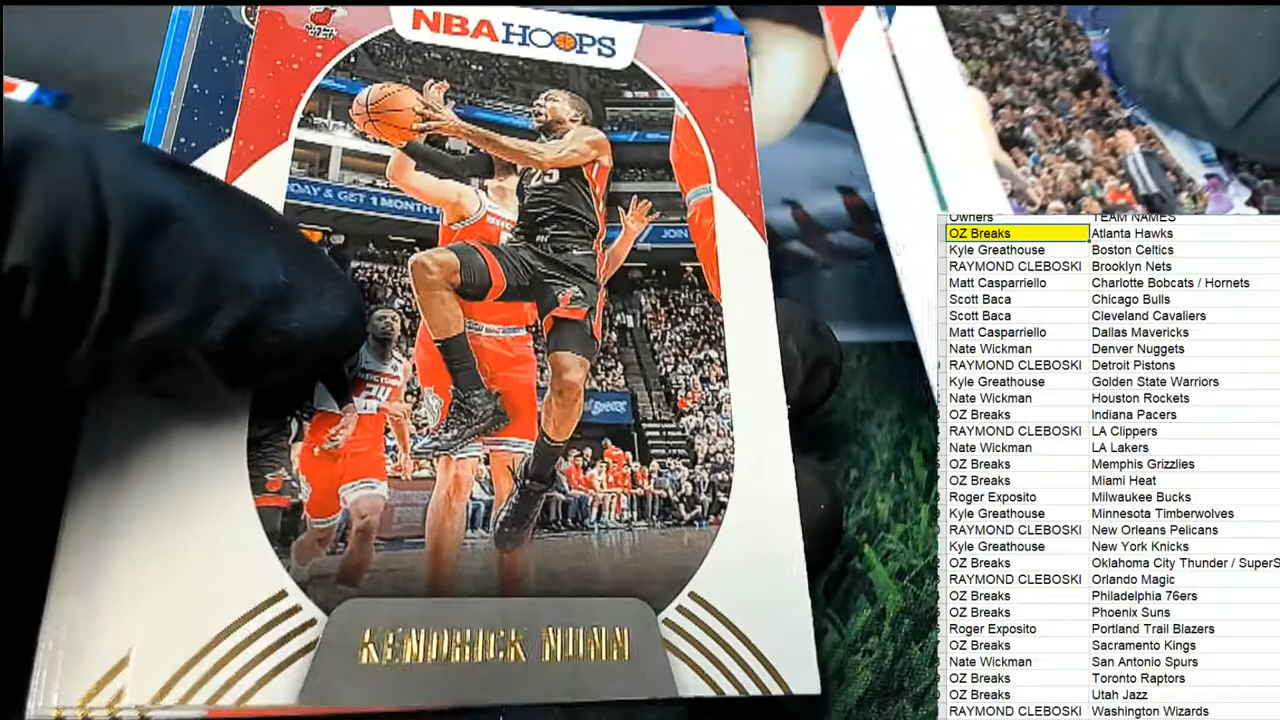 NBA HOOPS
DAY & GET 1 MONTH
JOIN
25
24
KENDRICK NUNN
Owners TEAM NAMES
OZ Breaks Atlanta Hawks
Kyle Greathouse Boston Celtics
RAYMOND CLEBOSKI Brooklyn Nets
Matt Casparriello Charlotte Bobcats / Hornets
Scott Baca Chicago Bulls
Scott Baca Cleveland Cavaliers
Matt Casparriello Dallas Mavericks
Nate Wickman Denver Nuggets
RAYMOND CLEBOSKI Detroit Pistons
Kyle Greathouse Golden State Warriors
Nate Wickman Houston Rockets
OZ Breaks Indiana Pacers
RAYMOND CLEBOSKI LA Clippers
Nate Wickman LA Lakers
OZ Breaks Memphis Grizzlies
OZ Breaks Miami Heat
Roger Exposito Milwaukee Bucks
Kyle Greathouse Minnesota Timberwolves
RAYMOND CLEBOSKI New Orleans Pelicans
Kyle Greathouse New York Knicks
OZ Breaks Oklahoma City Thunder / SuperS
RAYMOND CLEBOSKI Orlando Magic
OZ Breaks Philadelphia 76ers
OZ Breaks Phoenix Suns
Roger Exposito Portland Trail Blazers
OZ Breaks Sacramento Kings
Nate Wickman San Antonio Spurs
OZ Breaks Toronto Raptors
OZ Breaks Utah Jazz
RAYMOND CLEBOSKI Washington Wizards